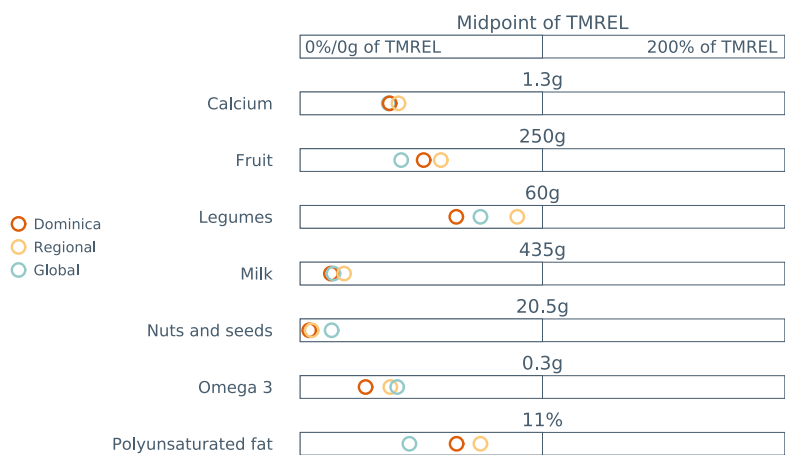 Midpoint of TMREL
0%/0g of TMREL 200% of TMREL
1.3g
Calcium
250g
Fruit
60g
Legumes
Dominica
Regional
Global
435g
Milk
20.5g
Nuts and seeds
0.3g
Omega 3
11%
Polyunsaturated fat